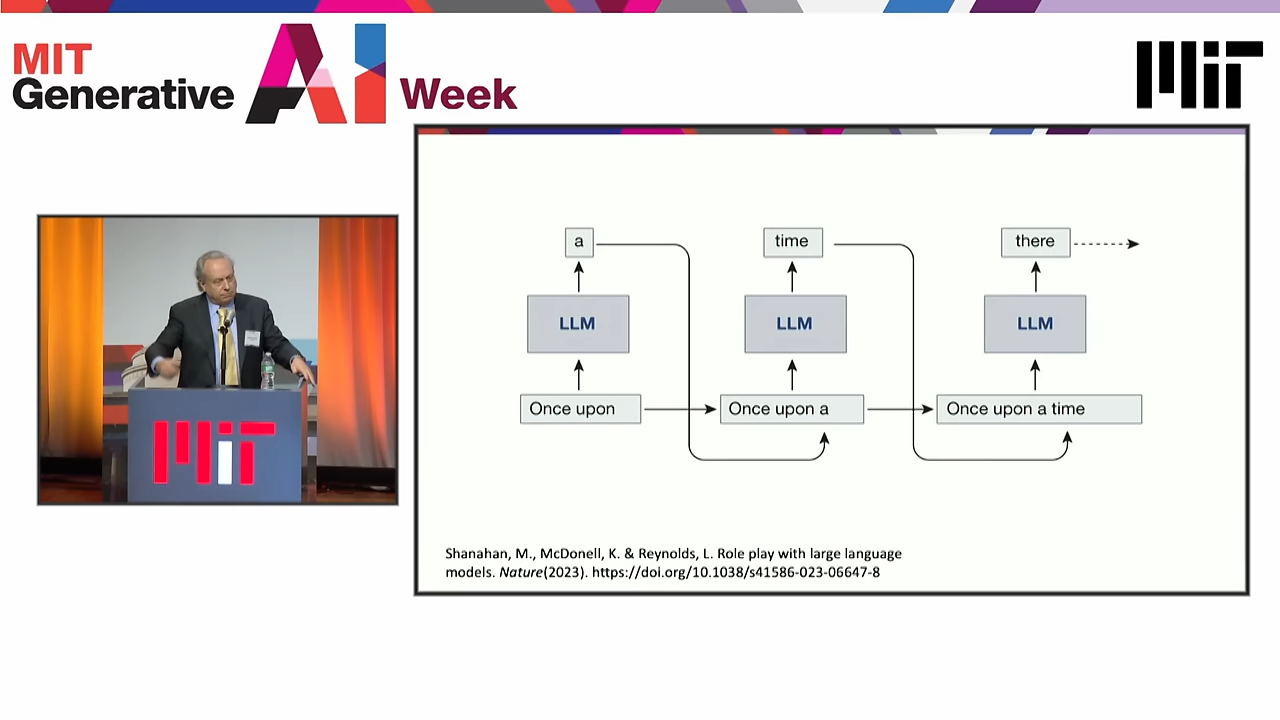 MIT
Generative
AI
Week
MIT
a
time
there
LLM
LLM
LLM
Once upon
Once upon a
Once upon a time
MIT
Shanahan, M., McDonell, K. & Reynolds, L. Role play with large language
models. Nature(2023). https://doi.org/10.1038/s41586-023-06647-8